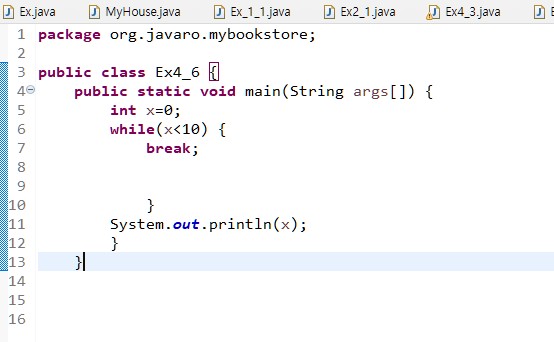 Ex.java MyHouse.java Ex_1_1.java Ex2_1.java Ex4_3.java
1 package org.javaro.mybookstore;
2
3 public class Ex4_6 {
4 public static void main(String args[]) {
5 int x=0;
6 while(x<10) {
7 break;
8
9
10 }
11 System.out.println(x);
12 }
13 }
14
15
16